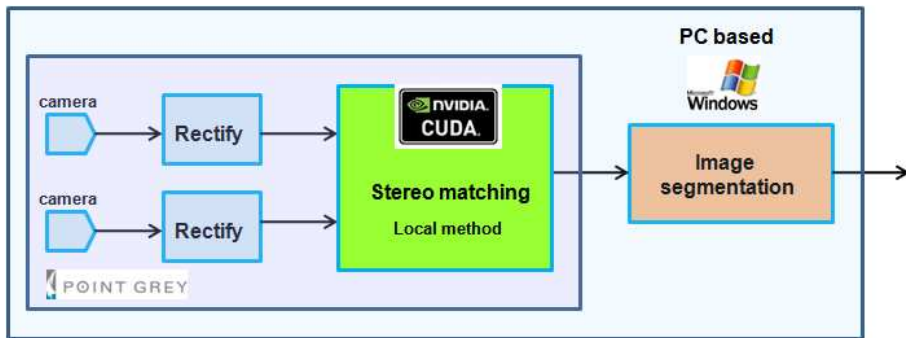 PC based
Microsoft
Windows
camera
Rectify
NVIDIA.
CUDA.
Stereo matching
Local method
Image
segmentation
camera
Rectify
POINT GREY